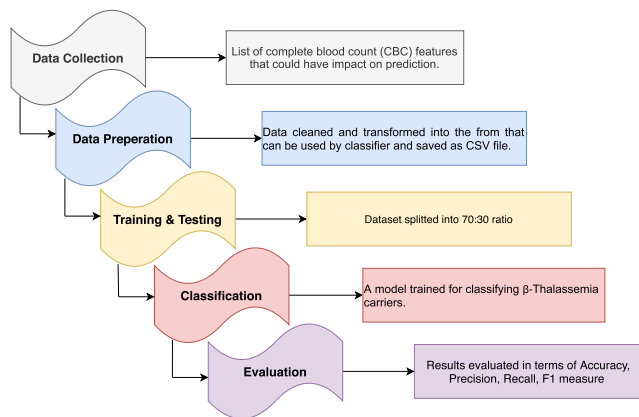 Data Collection
List of complete blood count (CBC) features
that could have impact on prediction.
Data Preperation
Data cleaned and transformed into the from that
can be used by classifier and saved as CSV file.
Training & Testing
Dataset splitted into 70:30 ratio
Classification
A model trained for classifying β-Thalassemia
carriers.
Evaluation
Results evaluated in terms of Accuracy,
Precision, Recall, F1 measure